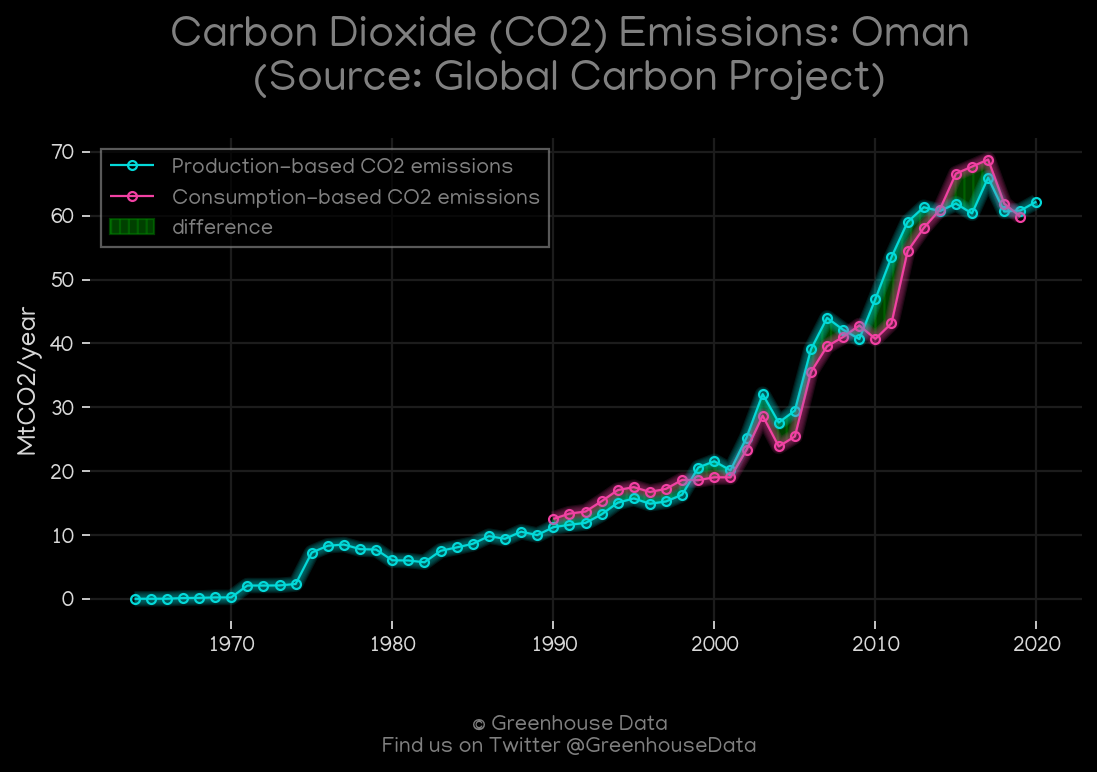 Carbon Dioxide (CO2) Emissions: Oman
(Source: Global Carbon Project)
Production-based CO2 emissions
Consumption-based CO2 emissions
difference
MtCO2/year
70
60
50
40
30
20
10
0
1970 1980 1990 2000 2010 2020
© Greenhouse Data
Find us on Twitter @GreenhouseData